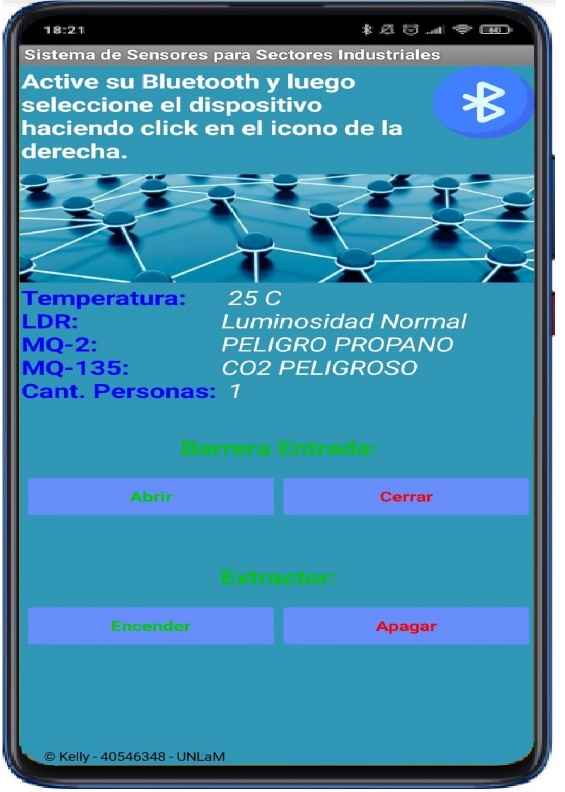 18:21
60
Sistema de Sensores para Sectores Industriales
Active su Bluetooth y luego
seleccione el dispositivo
haciendo click en el icono de la
derecha.
Temperatura: 25 C
LDR: Luminosidad Normal
MQ-2: PELIGRO PROPANO
MQ-135: CO2 PELIGROSO
Cant. Personas: 1
Barrera Entrada:
Abrir Cerrar
Extractor:
Encender Apagar
© Kelly - 40546348 - UNLaM